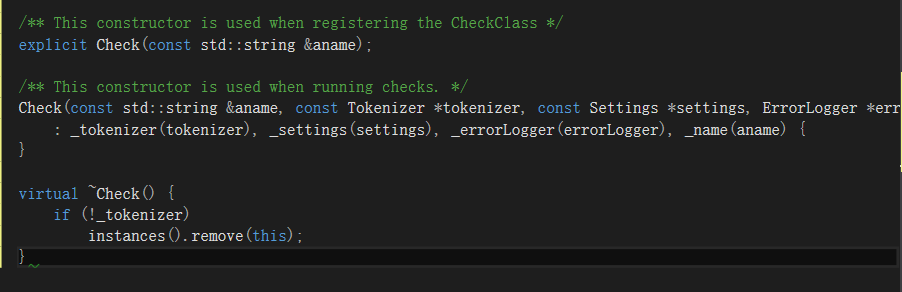 /** This constructor is used when registering the CheckClass */
explicit Check(const std::string &aname);
/** This constructor is used when running checks. */
Check(const std::string &aname, const Tokenizer *tokenizer, const Settings *settings, ErrorLogger *err
: _tokenizer(tokenizer), _settings(settings), _errorLogger(errorLogger), _name(aname) {
}
virtual ~Check() {
if (!_tokenizer)
instances().remove(this);
}